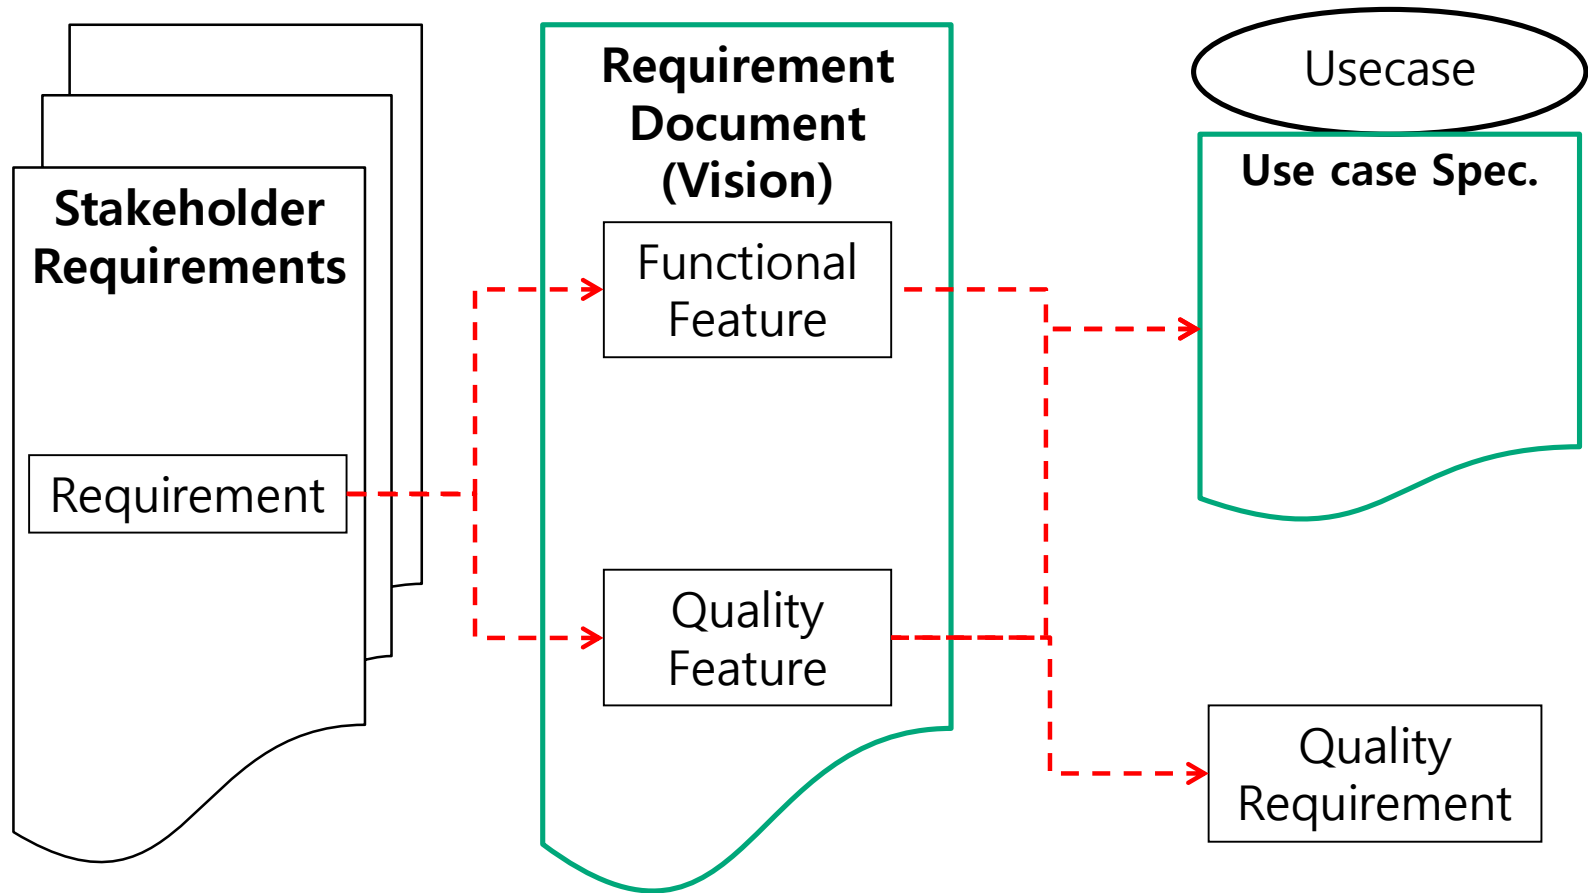 Stakeholder
Requirements
Requirement
Requirement
Document
(Vision)
Functional
Feature
Quality
Feature
Usecase
Use case Spec.
Quality
Requirement